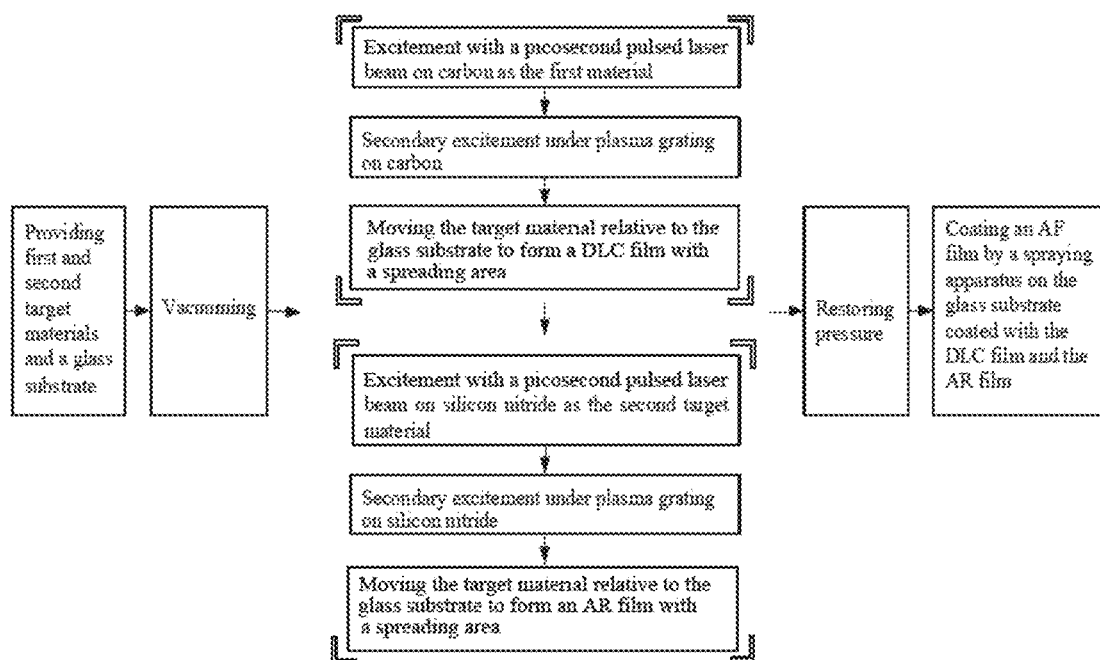 Providing
first and
second
target
materials
and a glass
substrate
Vacuuming
Excitement with a picosecond pulsed laser
beam on carbon as the first material
Secondary excitement under plasma grating
on carbon
Moving the target material relative to the
glass substrate to form a DLC film with
a spreading area
Excitement with a picosecond pulsed laser
beam on silicon nitride as the second target
material
Secondary excitement under plasma grating
on silicon nitride
Moving the target material relative to the
glass substrate to form an AR film with
a spreading area
Restoring
pressure
Coating an AF
film by a spraying
apparatus on the
glass substrate
coated with the
DLC film and the
AR film